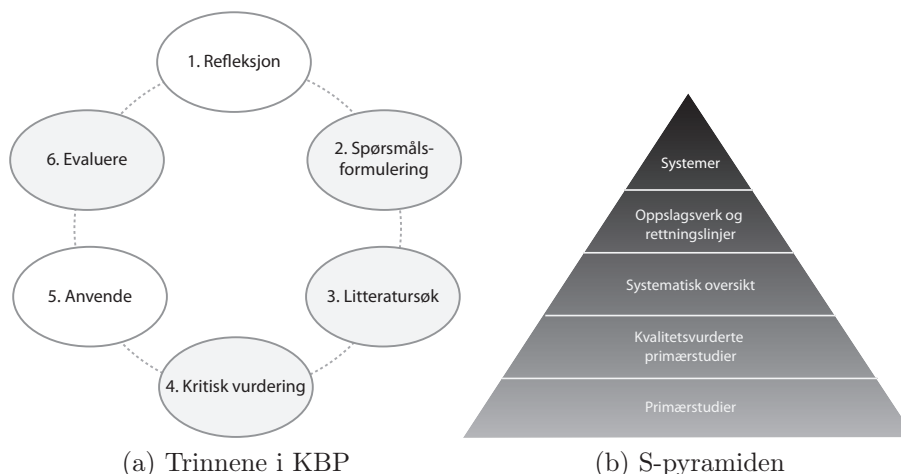 1. Refleksjon
2. Spørsmåls-
formulering
3. Litteratursøk
4. Kritisk vurdering
5. Anvende
6. Evaluere
(a) Trinnene i KBP
Systemer
Oppslagsverk og
rettningslinjer
Systematisk oversikt
Kvalitetsvurderte
primærstudier
Primærstudier
(b) S-pyramiden